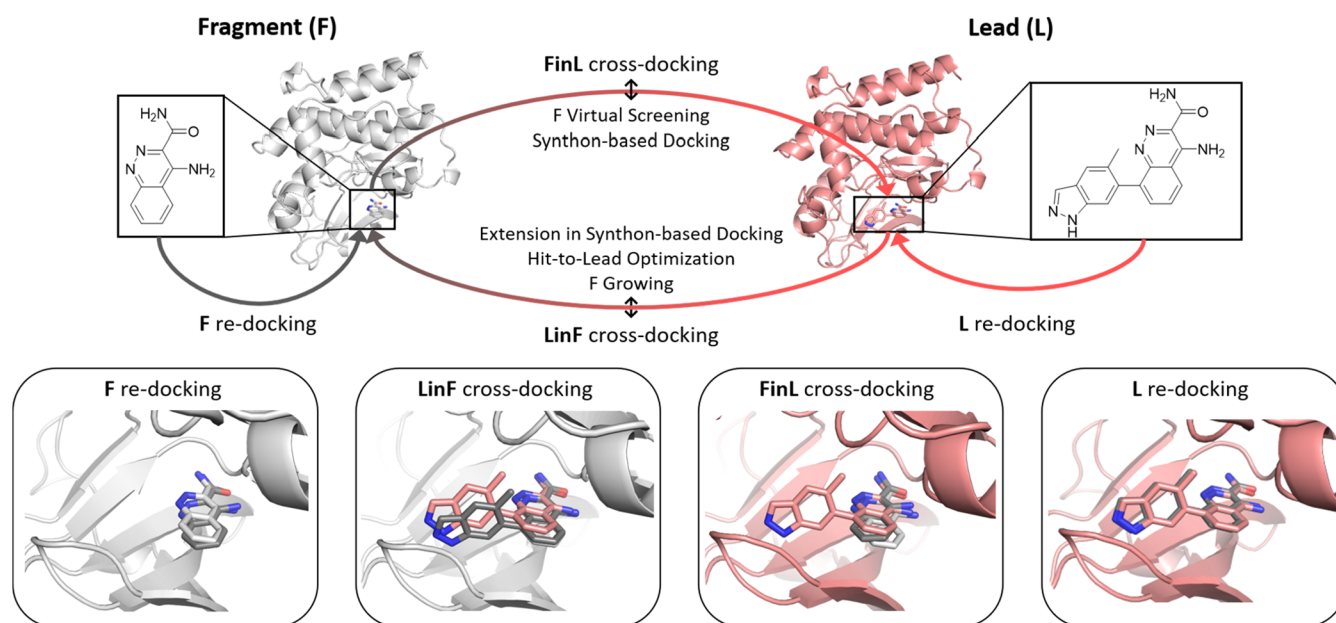 Fragment (F)
Lead (L)
FinL cross-docking
F Virtual Screening
Synthon-based Docking
H₂N
O
N
N
NH₂
H₂N
O
N
N
NH₂
N
N
H
Extension in Synthon-based Docking
Hit-to-Lead Optimization
F Growing
LinF cross-docking
F re-docking
L re-docking
F re-docking
LinF cross-docking
FinL cross-docking
L re-docking